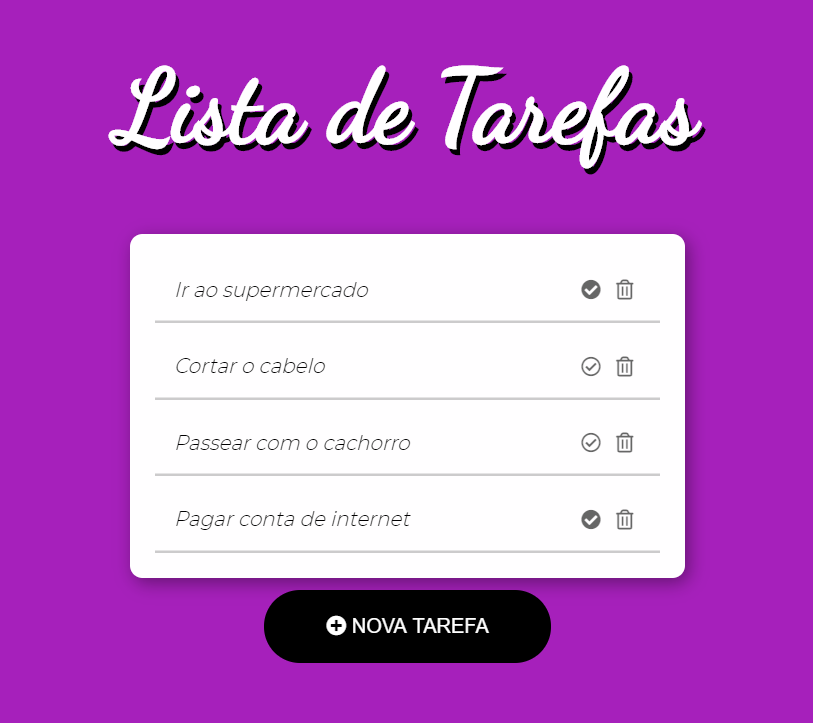 Lista de Tarefas
Ir ao supermercado
Cortar o cabelo
Passear com o cachorro
Pagar conta de internet
NOVA TAREFA